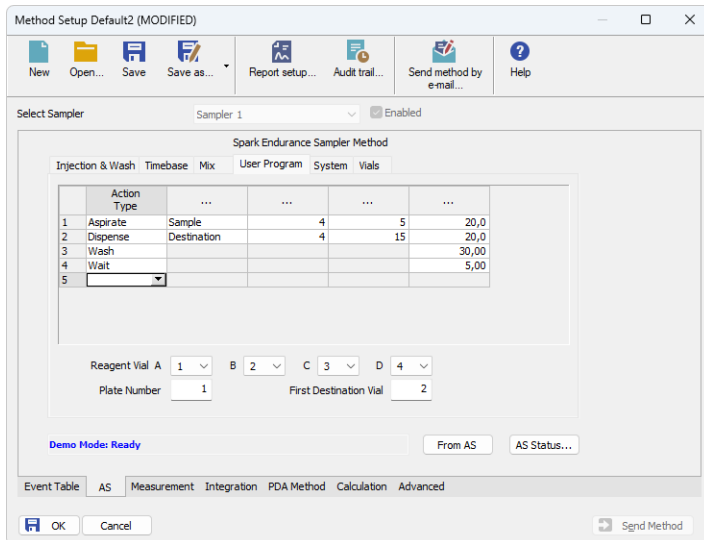 Method Setup Default2 (MODIFIED)
New Open... Save Save as... Report setup... Audit trail... Send method by e-mail... Help
Select Sampler Sampler 1 Enabled
Spark Endurance Sampler Method
Injection & Wash Timebase Mix User Program System Vials
Action Type ... ... ... ...
1 Aspirate Sample 4 5 20,0
2 Dispense Destination 4 15 20,0
3 Wash 30,00
4 Wait 5,00
5
Reagent Vial A 1 B 2 C 3 D 4
Plate Number 1 First Destination Vial 2
Demo Mode: Ready From AS AS Status...
Event Table AS Measurement Integration PDA Method Calculation Advanced
OK Cancel Send Method